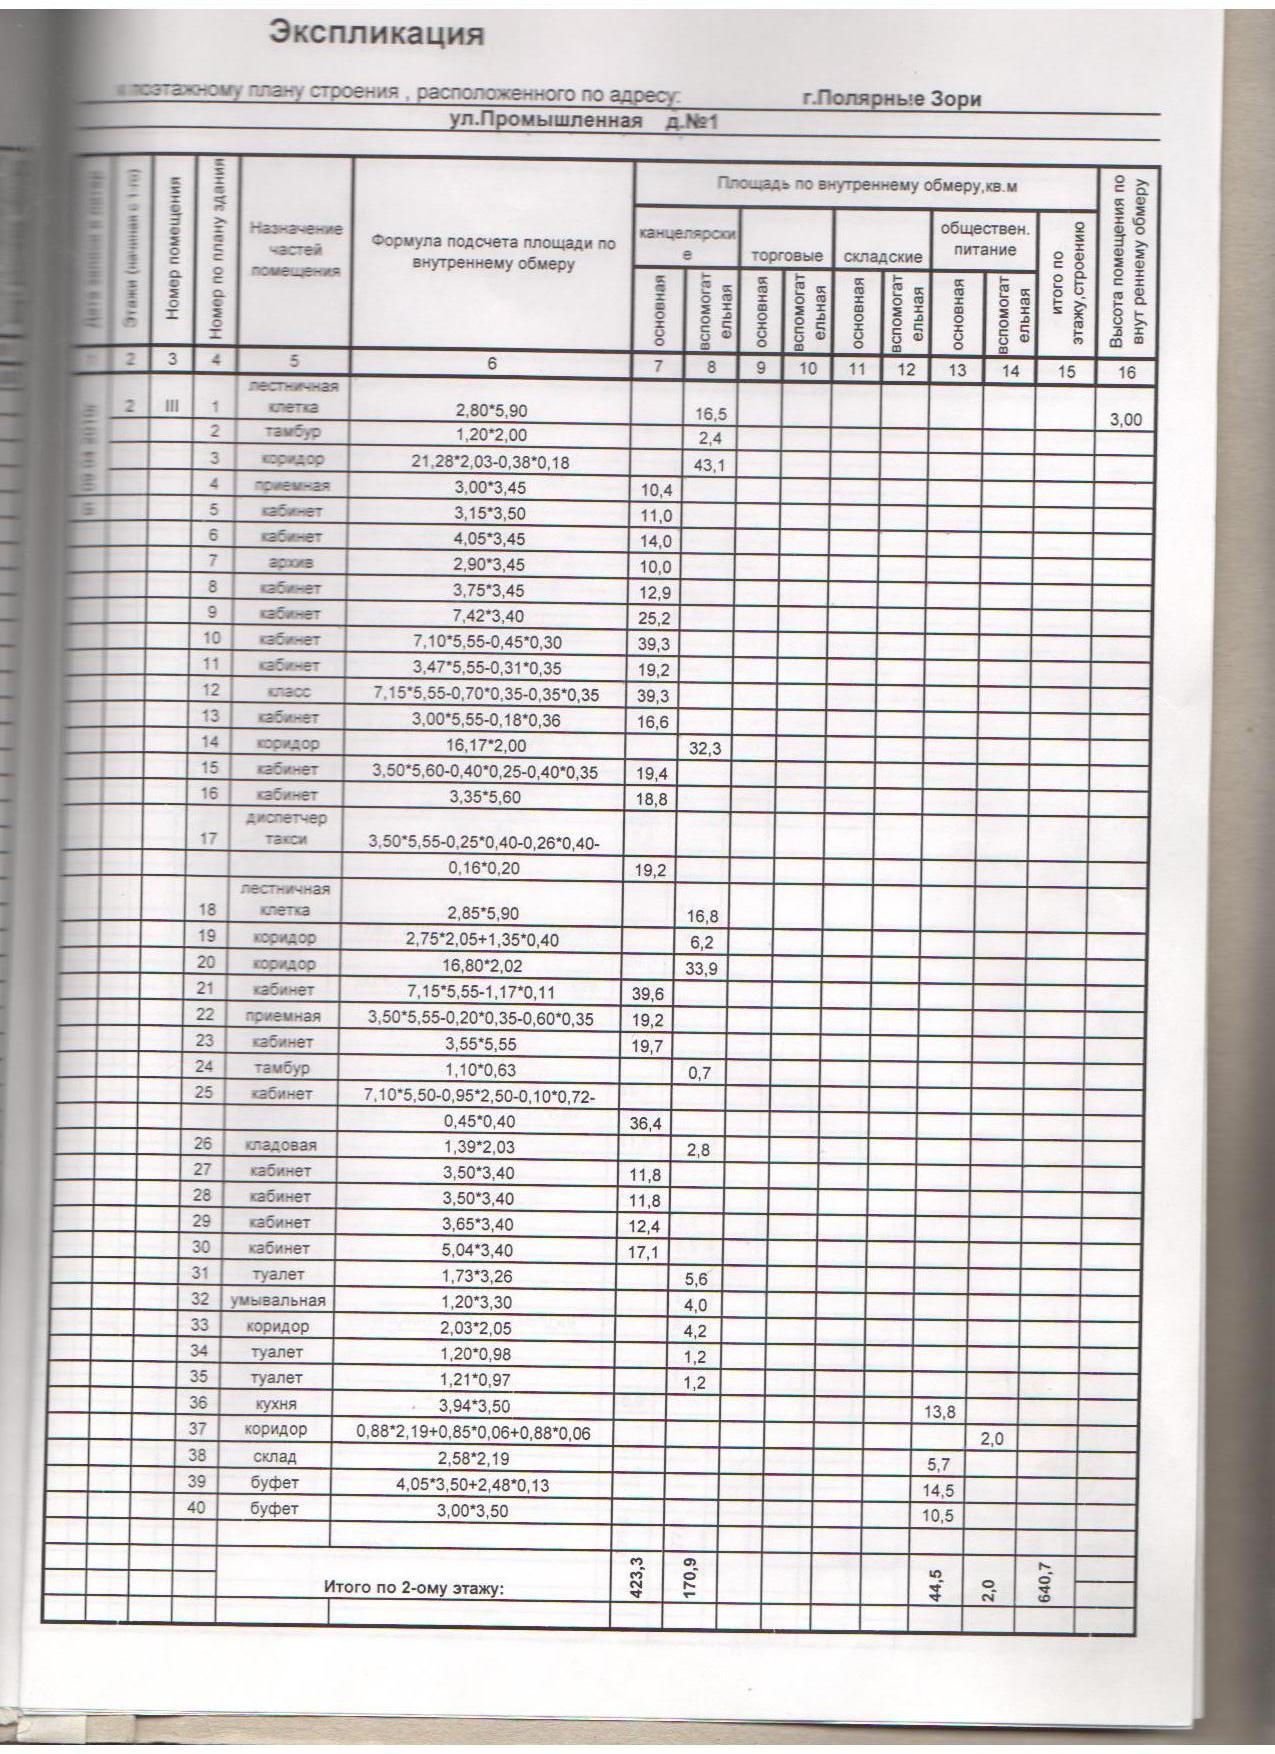 Экспликация
к поэтажному плану строения , расположенного по адресу: г.Полярные Зори
ул.Промышленная д.№1
Этажи (начиная с 1-го) Номер помещения Номер по плану здания Назначение частей помещения Формула подсчета площади по внутреннему обмеру Площадь по внутреннему обмеру,кв.м Высота помещения по внут реннему обмеру
канцелярски е торговые складские обществен. питание итого по этажу,строению
основная вспомогат ельная основная вспомогат ельная основная вспомогат ельная основная вспомогат ельная
1 2 3 4 5 6 7 8 9 10 11 12 13 14 15 16
2 III 1 лестничная клетка 2,80*5,90 16,5 3,00
2 тамбур 1,20*2,00 2,4
3 коридор 21,28*2,03-0,38*0,18 43,1
4 приемная 3,00*3,45 10,4
5 кабинет 3,15*3,50 11,0
6 кабинет 4,05*3,45 14,0
7 архив 2,90*3,45 10,0
8 кабинет 3,75*3,45 12,9
9 кабинет 7,42*3,40 25,2
10 кабинет 7,10*5,55-0,45*0,30 39,3
11 кабинет 3,47*5,55-0,31*0,35 19,2
12 класс 7,15*5,55-0,70*0,35-0,35*0,35 39,3
13 кабинет 3,00*5,55-0,18*0,36 16,6
14 коридор 16,17*2,00 32,3
15 кабинет 3,50*5,60-0,40*0,25-0,40*0,35 19,4
16 кабинет 3,35*5,60 18,8
17 диспетчер такси 3,50*5,55-0,25*0,40-0,26*0,40-
0,16*0,20 19,2
18 лестничная клетка 2,85*5,90 16,8
19 коридор 2,75*2,05+1,35*0,40 6,2
20 коридор 16,80*2,02 33,9
21 кабинет 7,15*5,55-1,17*0,11 39,6
22 приемная 3,50*5,55-0,20*0,35-0,60*0,35 19,2
23 кабинет 3,55*5,55 19,7
24 тамбур 1,10*0,63 0,7
25 кабинет 7,10*5,50-0,95*2,50-0,10*0,72-
0,45*0,40 36,4
26 кладовая 1,39*2,03 2,8
27 кабинет 3,50*3,40 11,8
28 кабинет 3,50*3,40 11,8
29 кабинет 3,65*3,40 12,4
30 кабинет 5,04*3,40 17,1
31 туалет 1,73*3,26 5,6
32 умывальная 1,20*3,30 4,0
33 коридор 2,03*2,05 4,2
34 туалет 1,20*0,98 1,2
35 туалет 1,21*0,97 1,2
36 кухня 3,94*3,50 13,8
37 коридор 0,88*2,19+0,85*0,06+0,88*0,06 2,0
38 склад 2,58*2,19 5,7
39 буфет 4,05*3,50+2,48*0,13 14,5
40 буфет 3,00*3,50 10,5
Итого по 2-ому этажу: 423,3 170,9 44,5 2,0 640,7